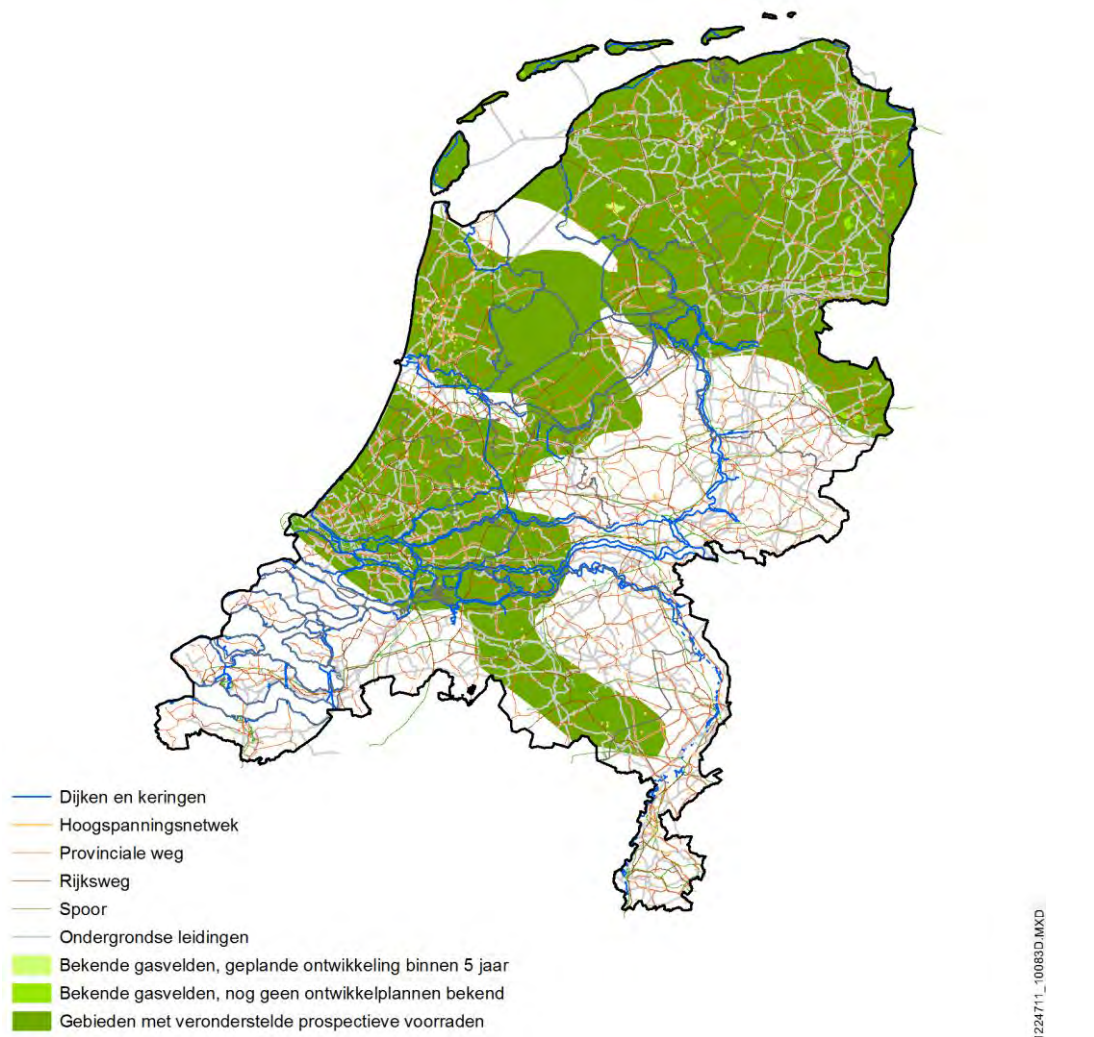 Dijken en keringen
Hoogspanningsnetwek
Provinciale weg
Rijksweg
Spoor
Ondergrondse leidingen
Bekende gasvelden, geplande ontwikkeling binnen 5 jaar
Bekende gasvelden, nog geen ontwikkelplannen bekend
Gebieden met veronderstelde prospectieve voorraden
1224711_10083D.MXD